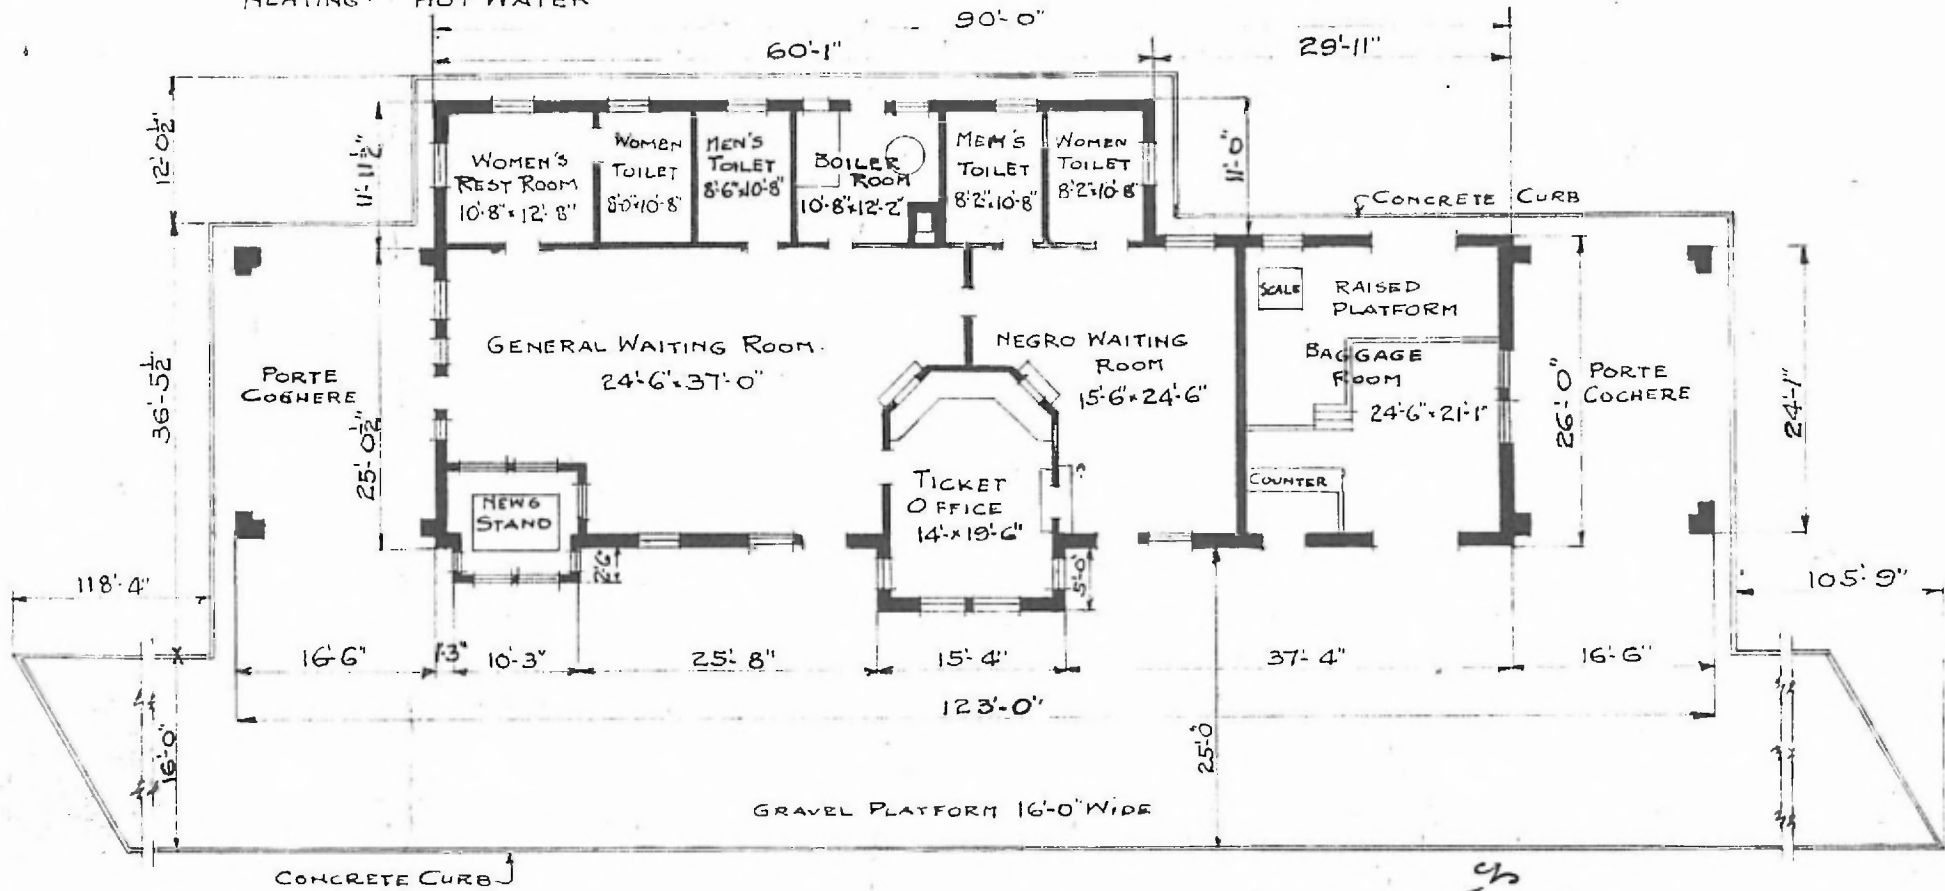 HEATING· HOT WATER
90'-0"
60'-1"
29'-11"
12'-0½"
11'-11½"
WOMEN'S
REST ROOM
10'-8"x12'-8"
WOMEN
TOILET
8'-0"x10'-8"
MEN'S
TOILET
8'-6"x10'-8"
BOILER
ROOM
10'-8"x12'-2"
MEN'S
TOILET
8'-2"x10'-8"
WOMEN
TOILET
8'-2"x10'-8"
11'-0"
CONCRETE CURB
SCALE
RAISED
PLATFORM
GENERAL WAITING ROOM.
24'-6"x37'-0"
NEGRO WAITING
ROOM
15'-6"x24'-6"
BAGGAGE
ROOM
24'-6"x21'-1"
PORTE
COCHERE
PORTE
COCHERE
36'-5½"
25'-0½"
26'-0"
24'-1"
NEWS
STAND
TICKET
OFFICE
14'-x19'-6"
COUNTER
2'-6"
5'-0"
118'-4"
105'-9"
16'-6"
1'-3"
10'-3"
25'-8"
15'-4"
37'-4"
16'-6"
123'-0"
16'-0"
25'-0
GRAVEL PLATFORM 16'-0" WIDE
CONCRETE CURB